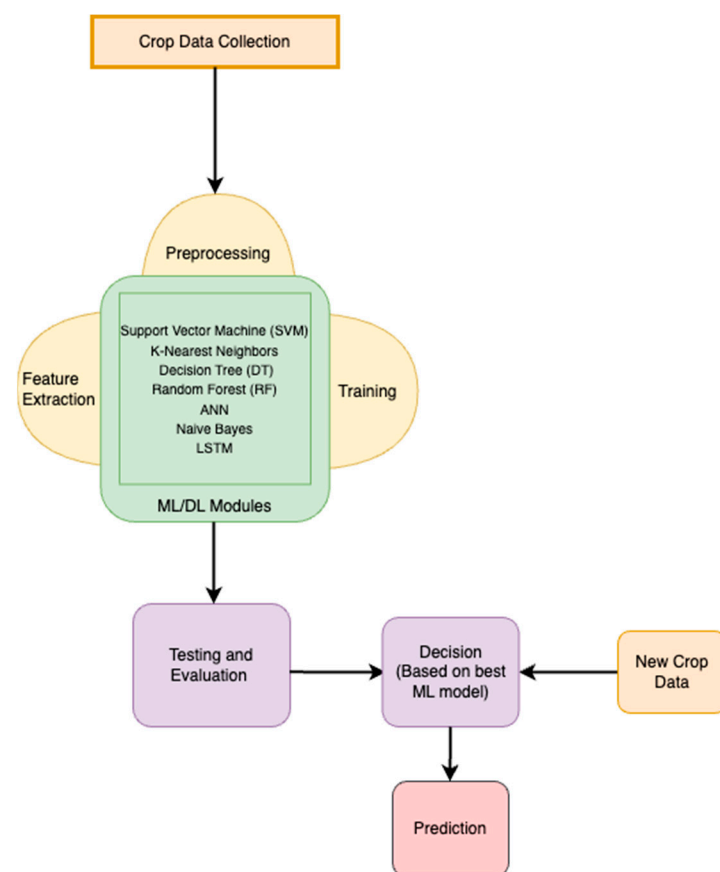 Crop Data Collection
Preprocessing
Feature
Extraction
Support Vector Machine (SVM)
K-Nearest Neighbors
Decision Tree (DT)
Random Forest (RF)
ANN
Naive Bayes
LSTM
Training
ML/DL Modules
Testing and
Evaluation
Decision
(Based on best
ML model)
New Crop
Data
Prediction